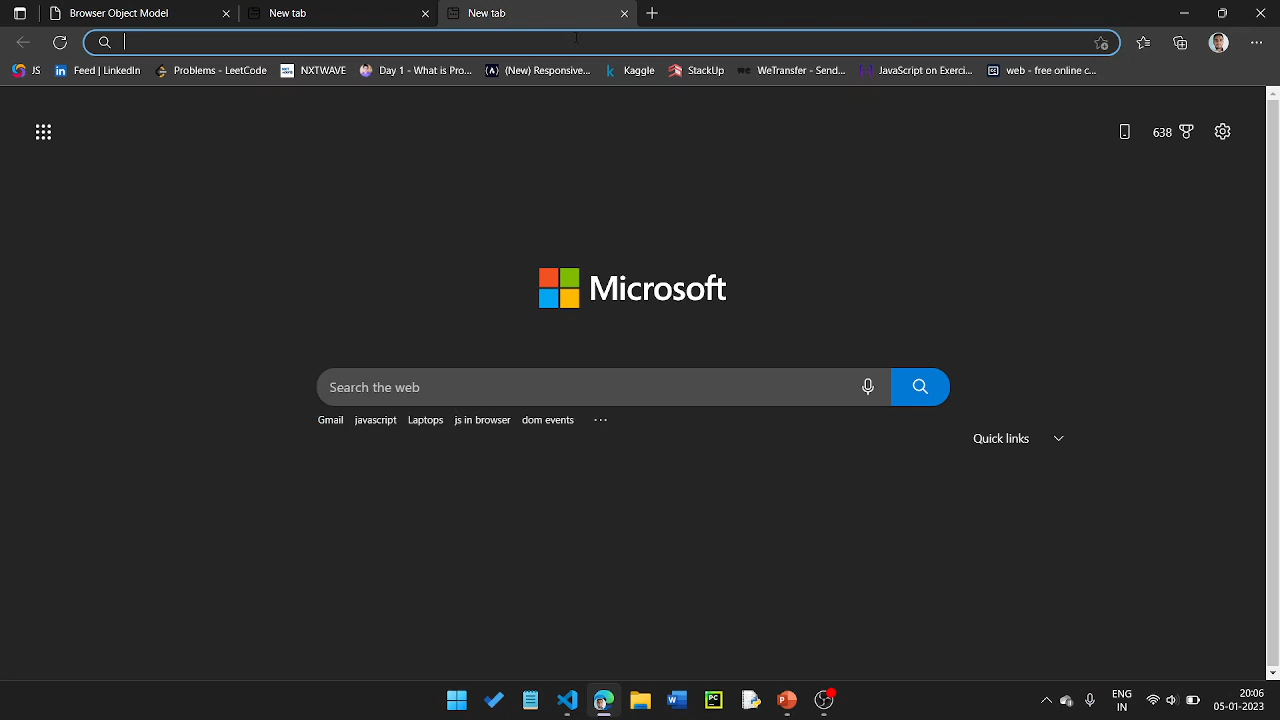 Browser Object Model
New tab
New tab
JS
Feed | LinkedIn
Problems - LeetCode
NXTWAVE
Day 1 - What is Pro...
(New) Responsive...
Kaggle
StackUp
WeTransfer - Send...
JavaScript on Exerci...
web - free online c...
638
Microsoft
Search the web
Gmail
javascript
Laptops
js in browser
dom events
...
Quick links
ENG
IN
20:06
05-01-2023